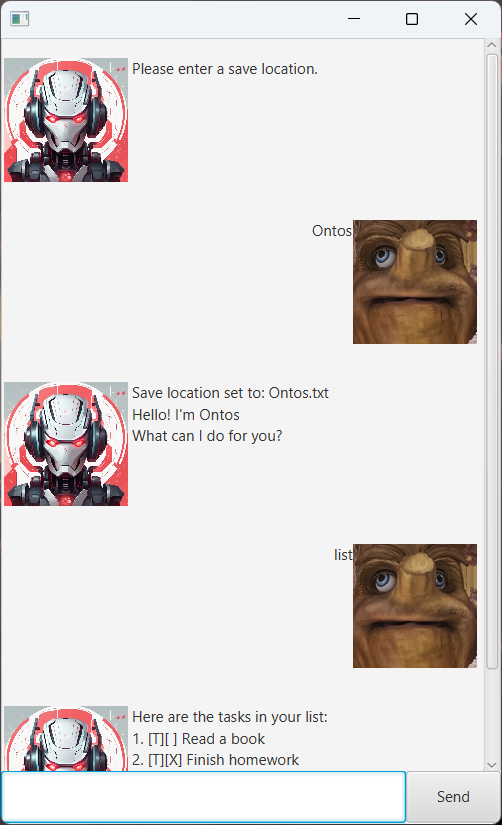 Please enter a save location.
Ontos
Save location set to: Ontos.txt
Hello! I'm Ontos
What can I do for you?
list
Here are the tasks in your list:
1. [T][ ] Read a book
2. [T][X] Finish homework
Send